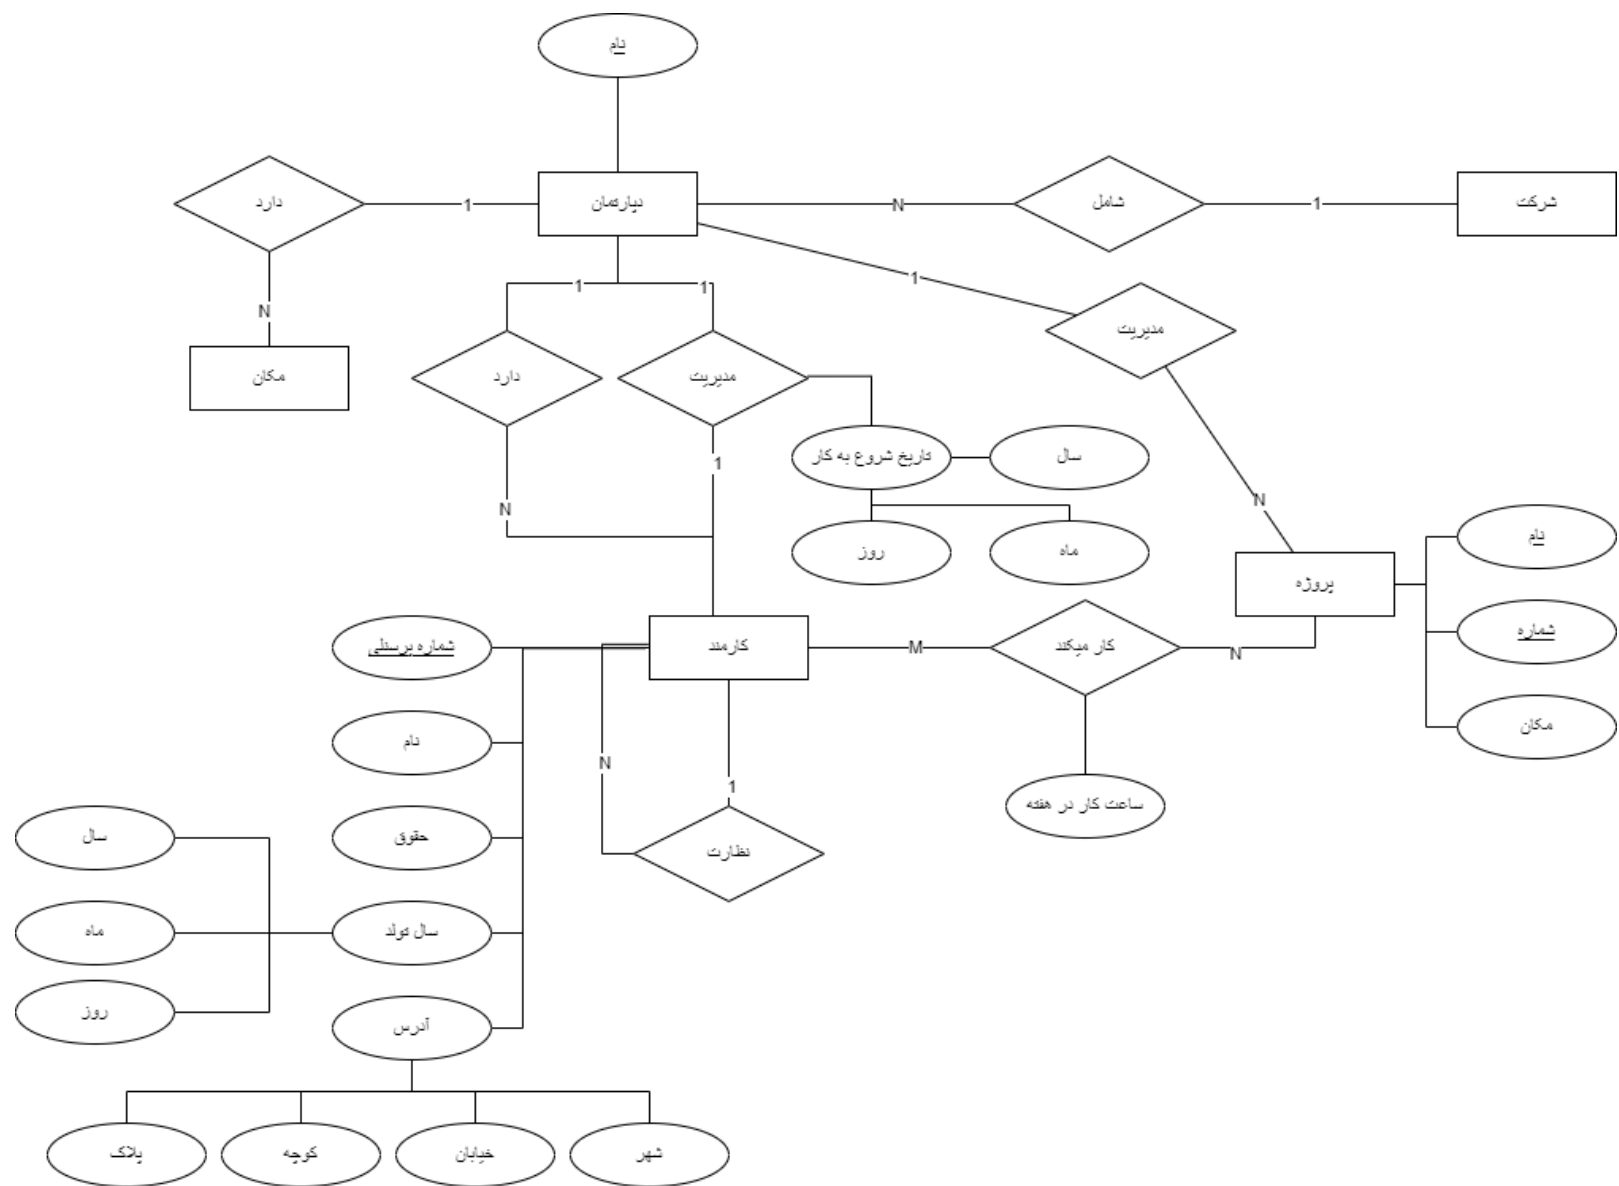 نام
دارد
1
دپارتمان
N
شامل
1
شرکت
1
1
1
مدیریت
N
مکان
دارد
مدیریت
1
تاریخ شروع به کار
سال
N
N
روز
ماه
نام
پروژه
شماره پرسنلی
کارمند
M
کار میکند
N
شماره
نام
مکان
N
1
ساعت کار در هفته
سال
حقوق
نظارت
ماه
سال تولد
روز
آدرس
پلاک
کوچه
خیابان
شهر